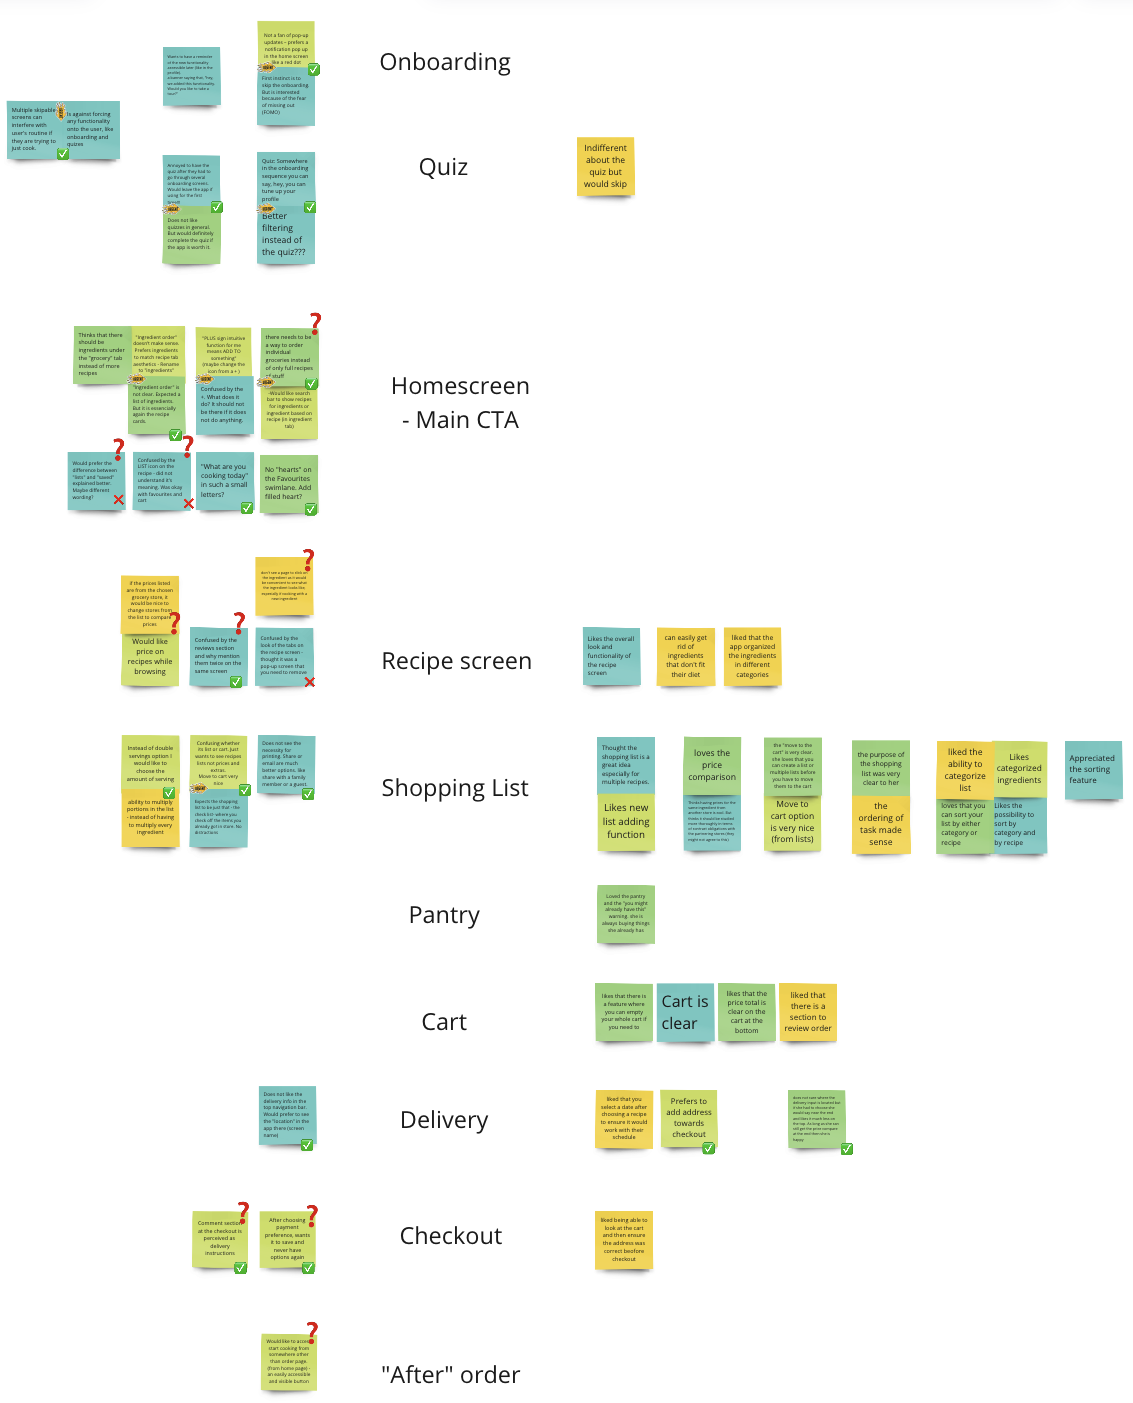 Onboarding
Not a fan of pop-up
updates – prefers a
notification pop up
in the home screen
like a red dot
First instinct is to
skip the onboarding.
But is interested
because of the fear
of missing out
(FOMO)
Multiple skipable
screens can
interfere with
user's routine if
they are trying to
just cook.
Is against forcing
any functionality
onto the user, like
onboarding and
quizes
Quiz
Annoyed to have the
quiz after they had to
go through several
onboarding screens.
Would leave the app if
using for the first
Does not like
quizzes in general.
But would definitely
complete the quiz if
the app is worth it.
Quiz: Somewhere
in the onboarding
sequence you can
say, hey, you can
tune up your
profile
Better
filtering
instead of
the quiz???
Indifferent
about the
quiz but
would skip
Homescreen
- Main CTA
Thinks that there
should be
ingredients under
the "grocery" tab
instead of more
recipes
"Ingredient order"
doesn't make sense.
Prefers ingredients
to match recipe tab
aesthetics - Rename
to "ingredients"
"Ingredient order" is
not clear. Expected a
list of ingredients.
But it is essencially
again the recipe
cards.
"PLUS sign intuitive
function for me
means ADD TO
something"
(maybe change the
icon from a + )
Confused by the
+. What does it
do? It should not
be there if it does
not do anything.
there needs to be
a way to order
individual
groceries instead
of only full recipes
of stuff
Would like search
bar to show recipes
for ingredients or
ingredient based on
recipe (in ingredient
tab)
Would prefer the
difference between
"lists" and "saved"
explained better.
Maybe different
wording?
Confused by the
LIST icon on the
recipe - did not
understand it's
meaning. Was okay
with favourites and
cart
"What are you
cooking today"
in such a small
letters?
No "hearts" on
the Favourites
swimlane. Add
filled heart?
Recipe screen
if the prices listed
are from the chosen
grocery store, it
would be nice to
change stores from
the list to compare
prices
Would like
price on
recipes while
browsing
Confused by the
reviews section
and why mention
them twice on the
same screen
Confused by the
look of the tabs on
the recipe screen -
thought it was a
pop-up screen that
you need to remove
Likes the overall
look and
functionality of
the recipe
screen
can easily get
rid of
ingredients
that don't fit
their diet
liked that the
app organized
the ingredients
in different
categories
Shopping List
Instead of double
servings option I
would like to
choose the
amount of serving
ability to multiply
portions in the list
- instead of having
to multiply every
ingredient
Confusing whether
its list or cart. Just
wants to see recipes
lists not prices and
extras.
Move to cart very
nice
Expects the shopping
list to be just that - the
check list- where you
check off the items you
already got in store. No
distractions
Does not see the
necessity for
printing. Share or
email are much
better options, like
share with a family
member or a guest.
Thought the
shopping list is a
great idea
especially for
multiple recipes.
Likes new
list adding
function
loves the
price
comparison
the "move to the
cart" is very clear.
she loves that you
can create a list or
multiple lists before
you have to move
them to the cart
Move to
cart option
is very nice
(from lists)
the purpose of
the shopping
list was very
clear to her
the
ordering of
task made
sense
liked the
ability to
categorize
list
loves that you
can sort your
list by either
category or
recipe
Likes
categorized
ingredients
Likes the
possibility to
sort by
category and
by recipe
Appreciated
the sorting
feature
Pantry
Loved the pantry
and the "you might
already have this"
warning. she is
always buying things
she already has
Cart
likes that there is
a feature where
you can empty
your whole cart if
you need to
Cart is
clear
likes that the
price total is
clear on the
cart at the
bottom
liked that
there is a
section to
review order
Delivery
Does not like the
delivery info in the
top navigation bar.
Would prefer to see
the "location" in the
app there (screen
name)
liked that you
select a date after
choosing a recipe
to ensure it would
work with their
schedule
Prefers to
add address
towards
checkout
Checkout
Comment section
at the checkout is
perceived as
delivery
instructions
After choosing
payment
preference, wants
it to save and
never have
options again
liked being able to
look at the cart
and then ensure
the address was
correct beofore
checkout
"After" order
Would like to access
start cooking from
somewhere other
than order page.
(from home page) -
an easily accessible
and visible button